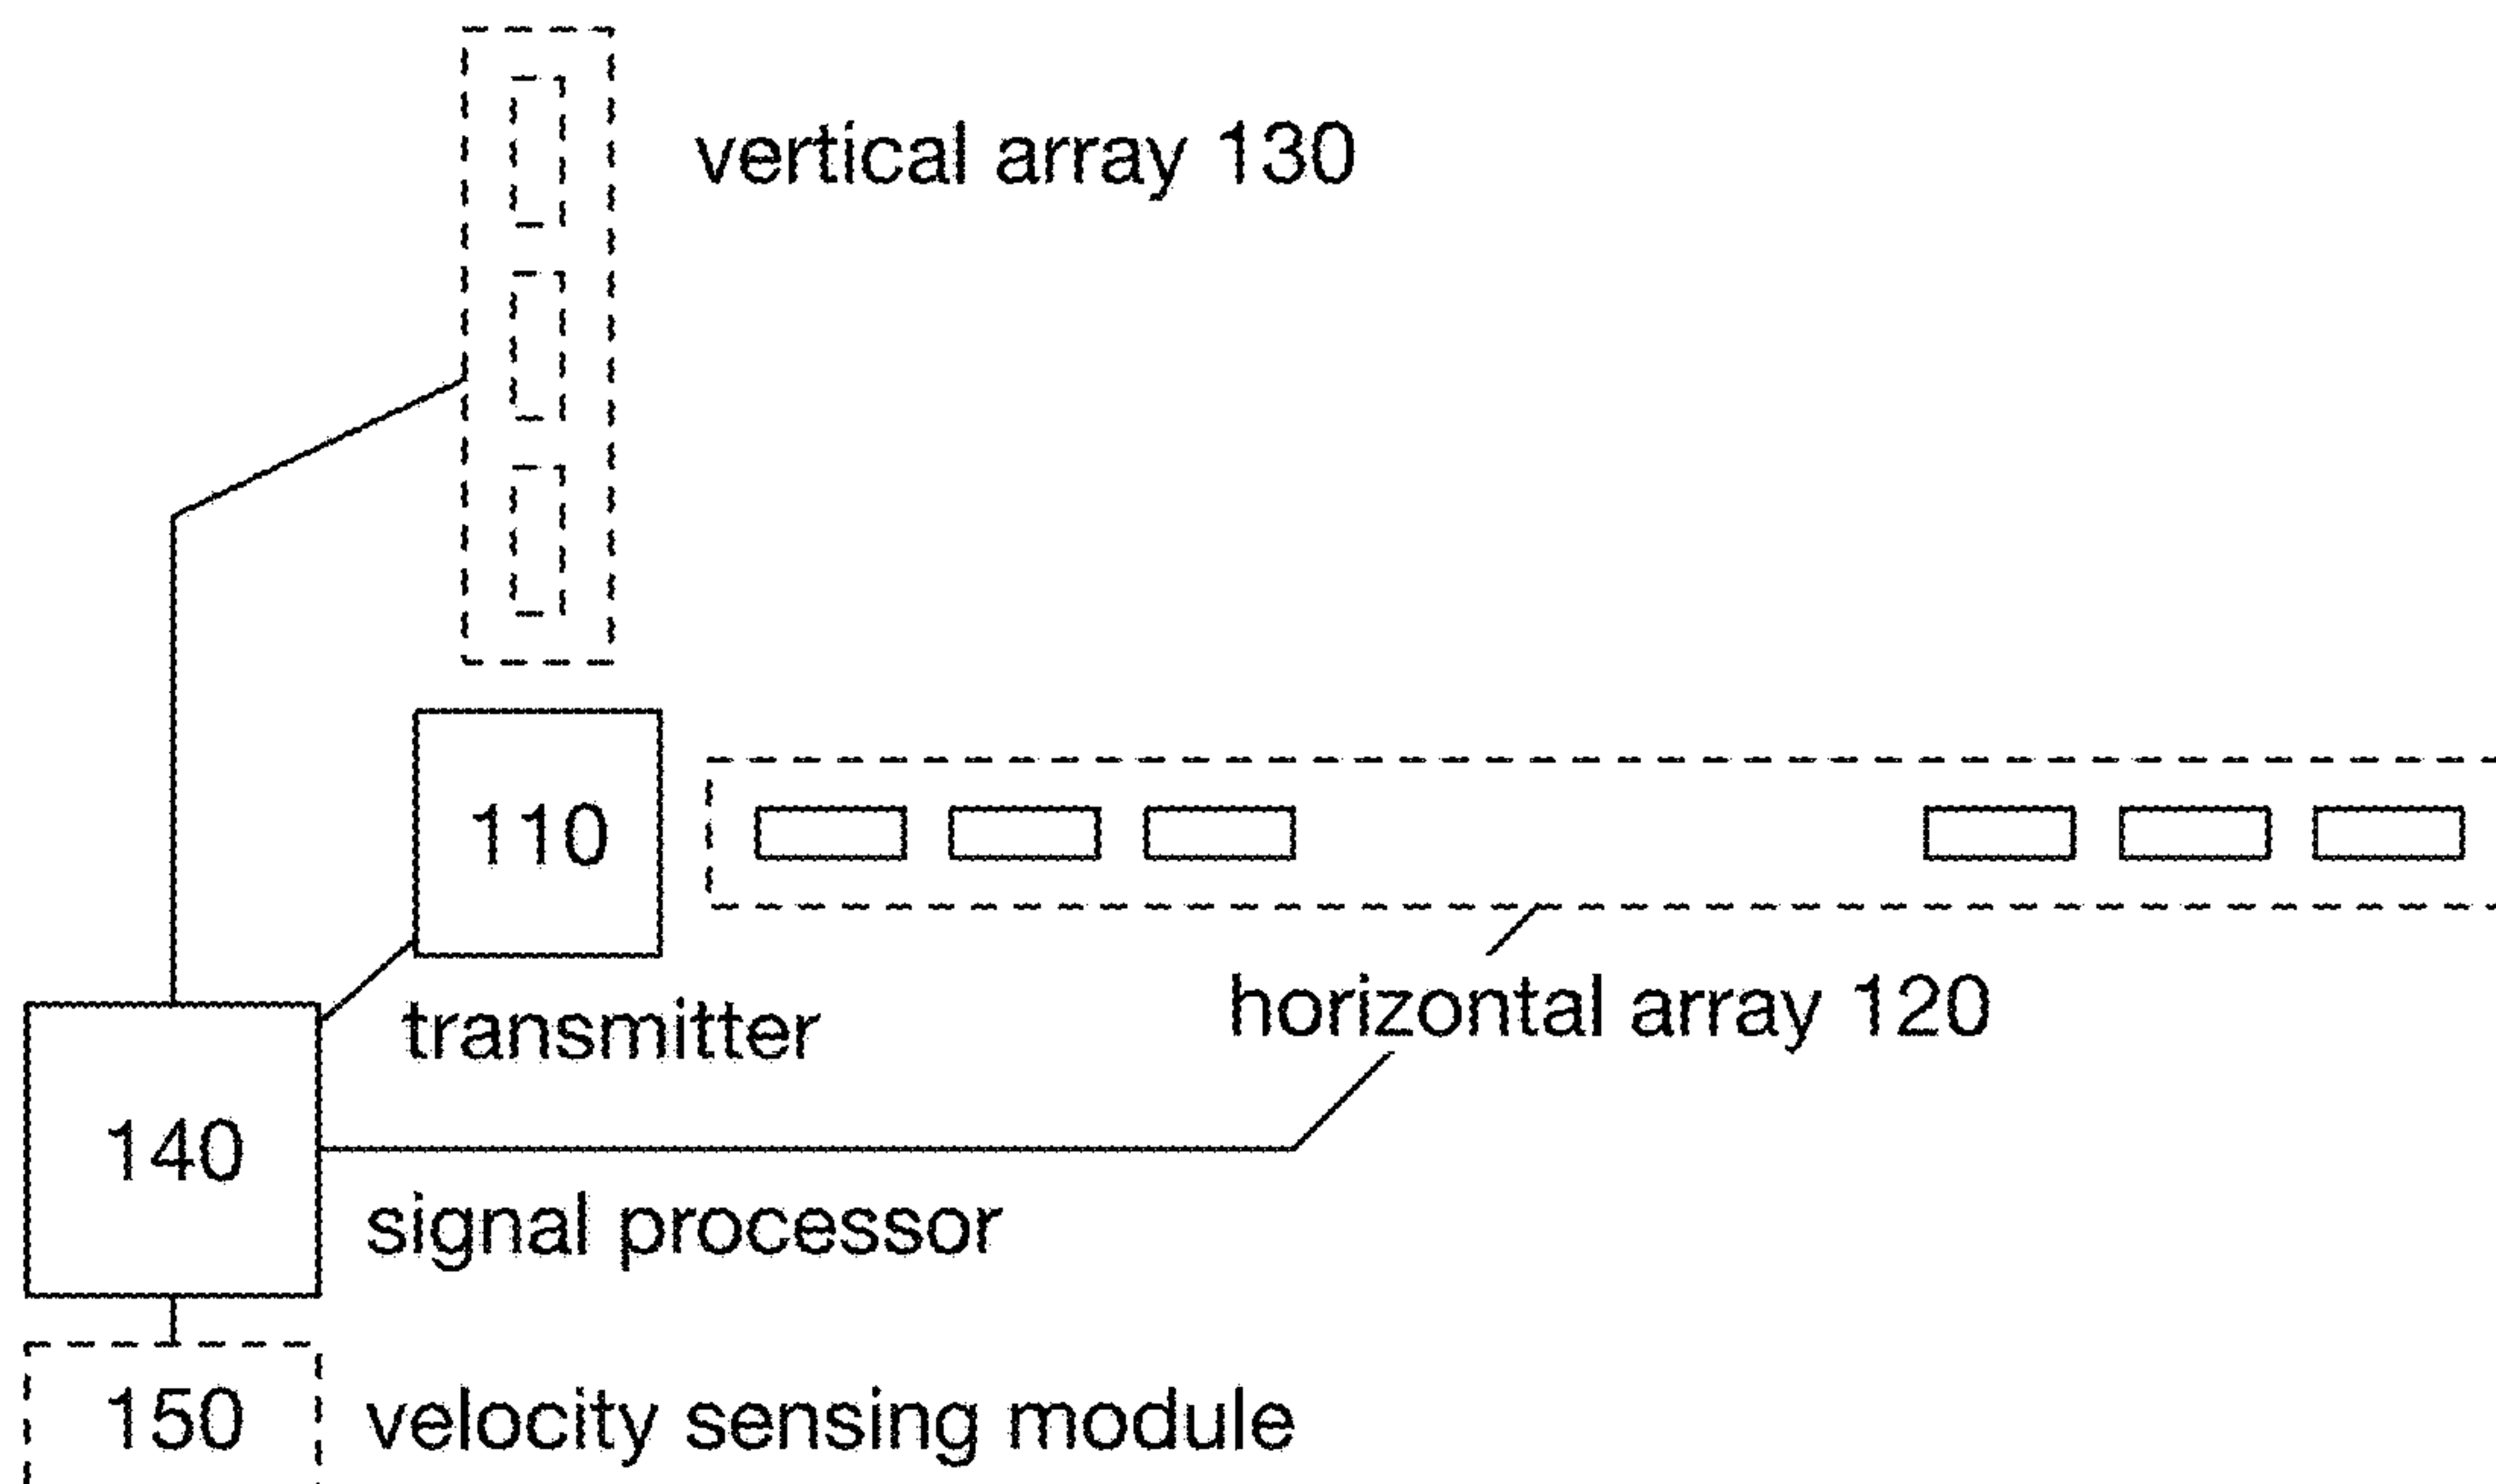 vertical array 130
110
horizontal array 120
transmitter
140
signal processor
150
velocity sensing module